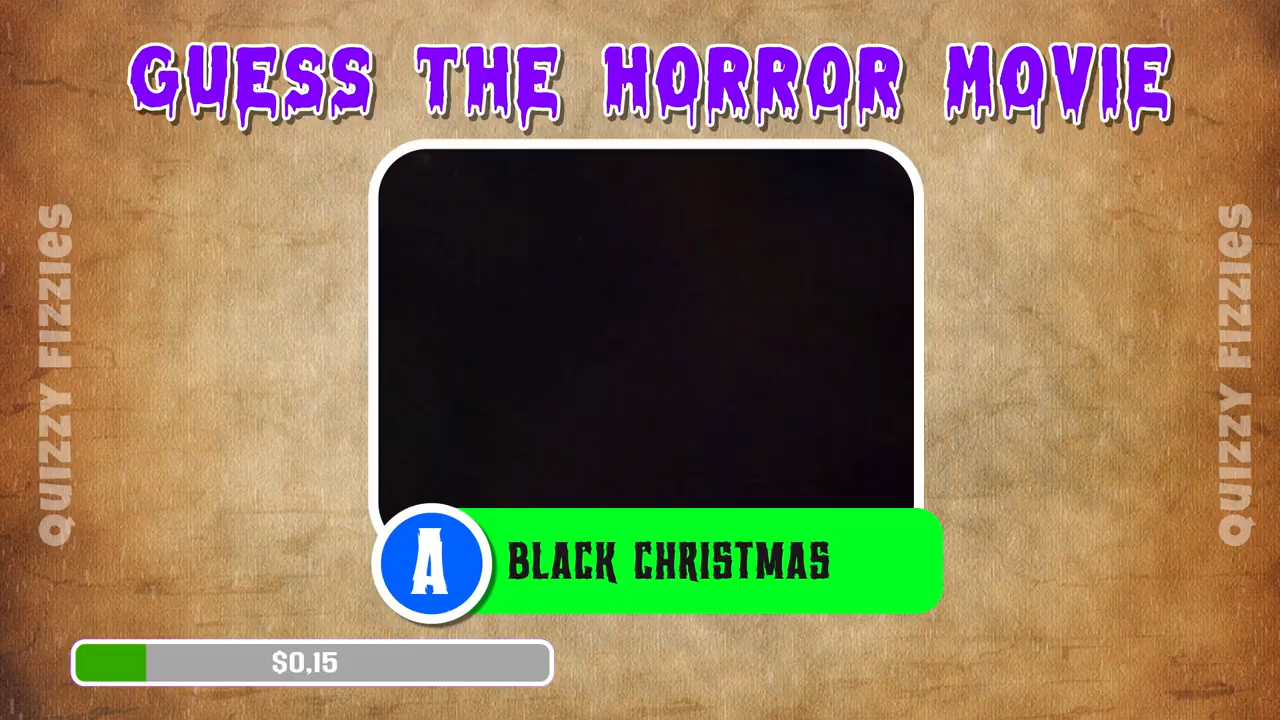 GUESS THE HORROR MOVIE
QUIZZY FIZZIES
QUIZZY FIZZIES
A BLACK CHRISTMAS
$0,15